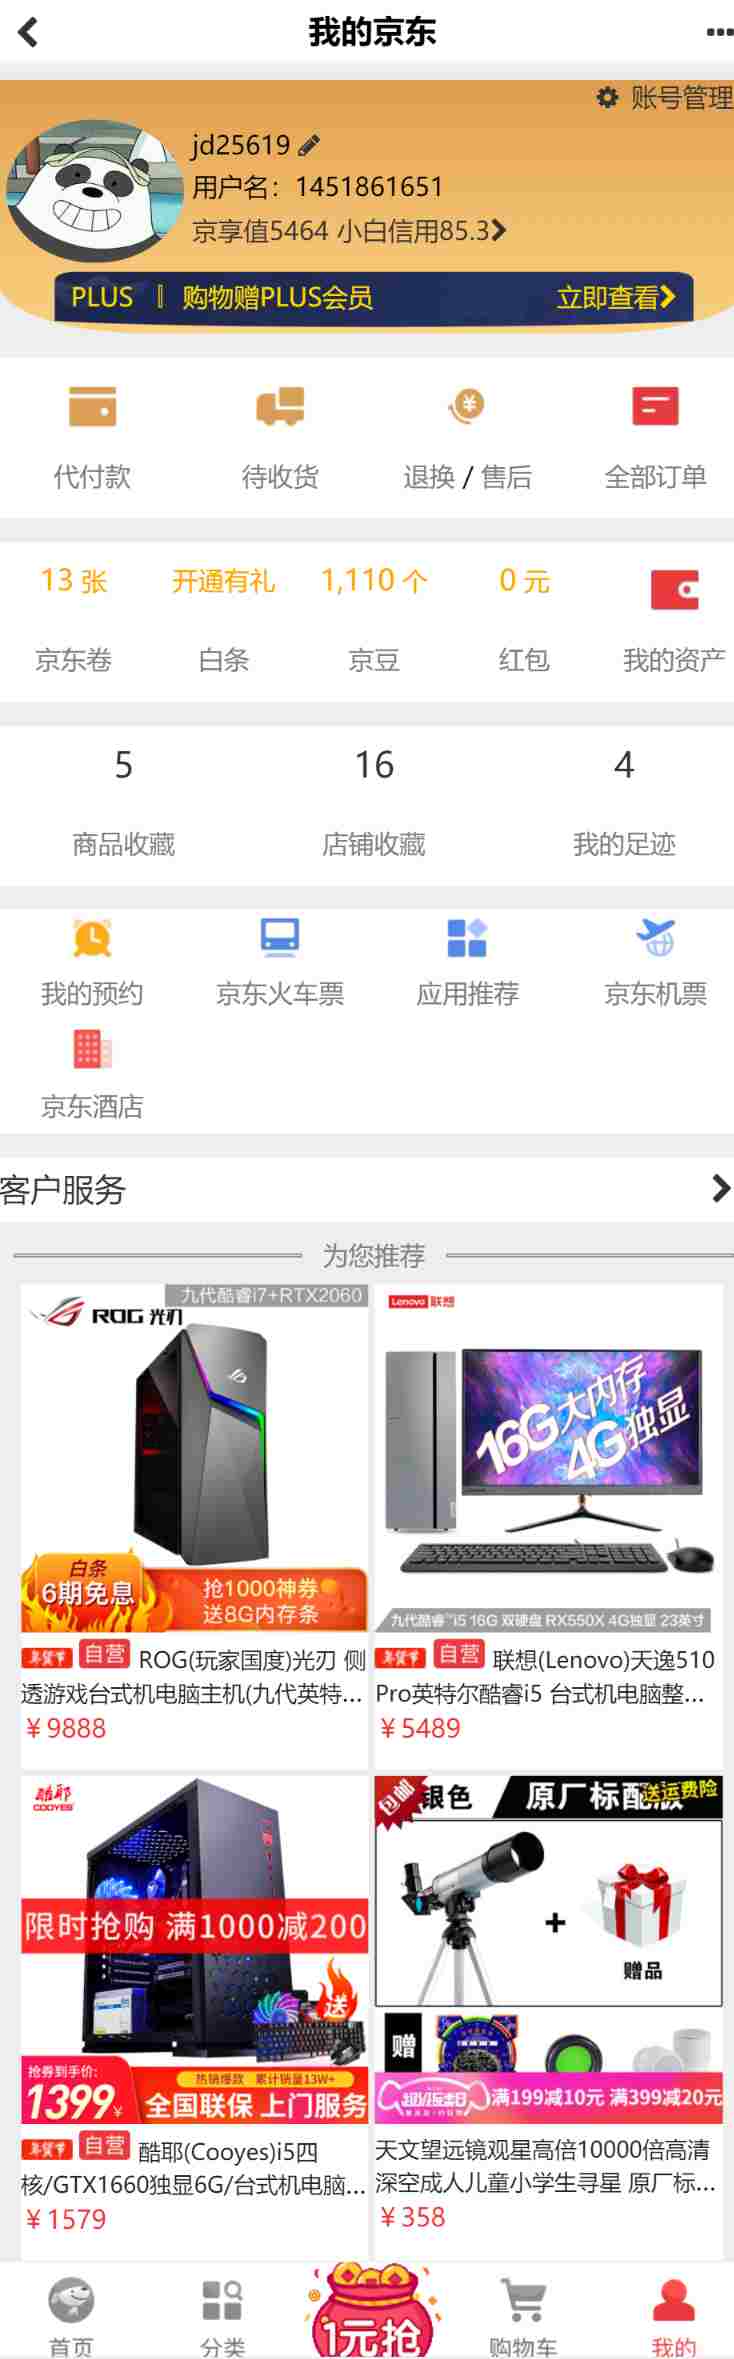 我的京东
账号管理
jd25619
用户名：1451861651
京享值5464 小白信用85.3
PLUS 购物赠PLUS会员 立即查看
代付款 待收货 退换 / 售后 全部订单
13 张 开通有礼 1,110 个 0 元
京东卷 白条 京豆 红包 我的资产
5 16 4
商品收藏 店铺收藏 我的足迹
我的预约 京东火车票 应用推荐 京东机票
京东酒店
客户服务
为您推荐
九代酷睿i7+RTX2060
ROG 光刃
白条
6期免息
抢1000神券
送8G内存条
年货节 自营 ROG(玩家国度)光刃 侧
透游戏台式机电脑主机(九代英特...
￥9888
Lenovo 联想
16G大内存
4G独显
九代酷睿™i5 16G 双硬盘 RX550X 4G独显 23英寸
年货节 自营 联想(Lenovo)天逸510
Pro英特尔酷睿i5 台式机电脑整...
￥5489
酷耶
COOYES
限时抢购 满1000减200
送
抢券到手价:
1399￥
热销爆款 累计销量13W+
全国联保 上门服务
年货节 自营 酷耶(Cooyes)i5四
核/GTX1660独显6G/台式机电脑...
￥1579
包邮
银色 原厂标配版
送运费险
+
赠品
赠
满199减10元 满399减20元
天文望远镜观星高倍10000倍高清
深空成人儿童小学生寻星 原厂标...
￥358
首页 分类 1元抢 购物车 我的